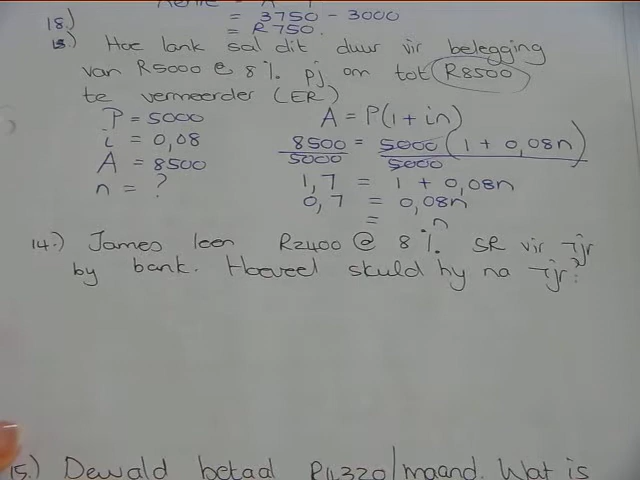 = 3750 - 3000
18.) = R750.
13.) Hoe lank sal dit duur vir belegging
van R5000 @ 8% pj om tot R8500
te vermeerder (ER)
P = 5000 A = P(1 + in)
i = 0,08 8500/5000 = 5000/5000 (1 + 0,08n)
A = 8500 1,7 = 1 + 0,08n
n = ? 0,7 = 0,08n
= n
14.) James leen R2400 @ 8% SR vir 7jr
by bank. Hoeveel skuld hy na 7jr?
15.) Dewald betaal R1,320/maand. Wat is